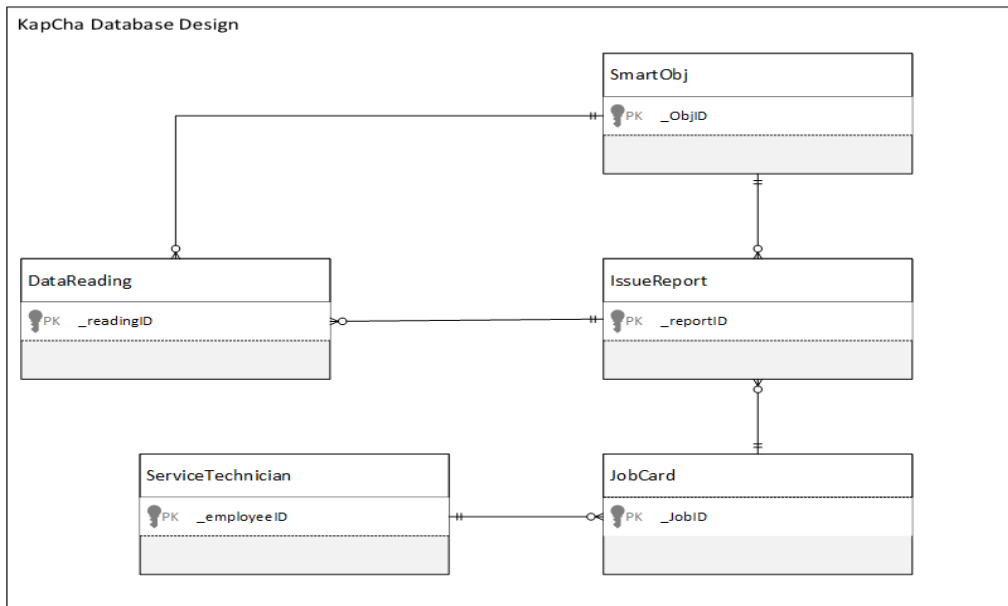 KapCha Database Design
SmartObj
PK _ObjID
DataReading
PK _readingID
IssueReport
PK _reportID
ServiceTechnician
PK _employeeID
JobCard
PK _JobID